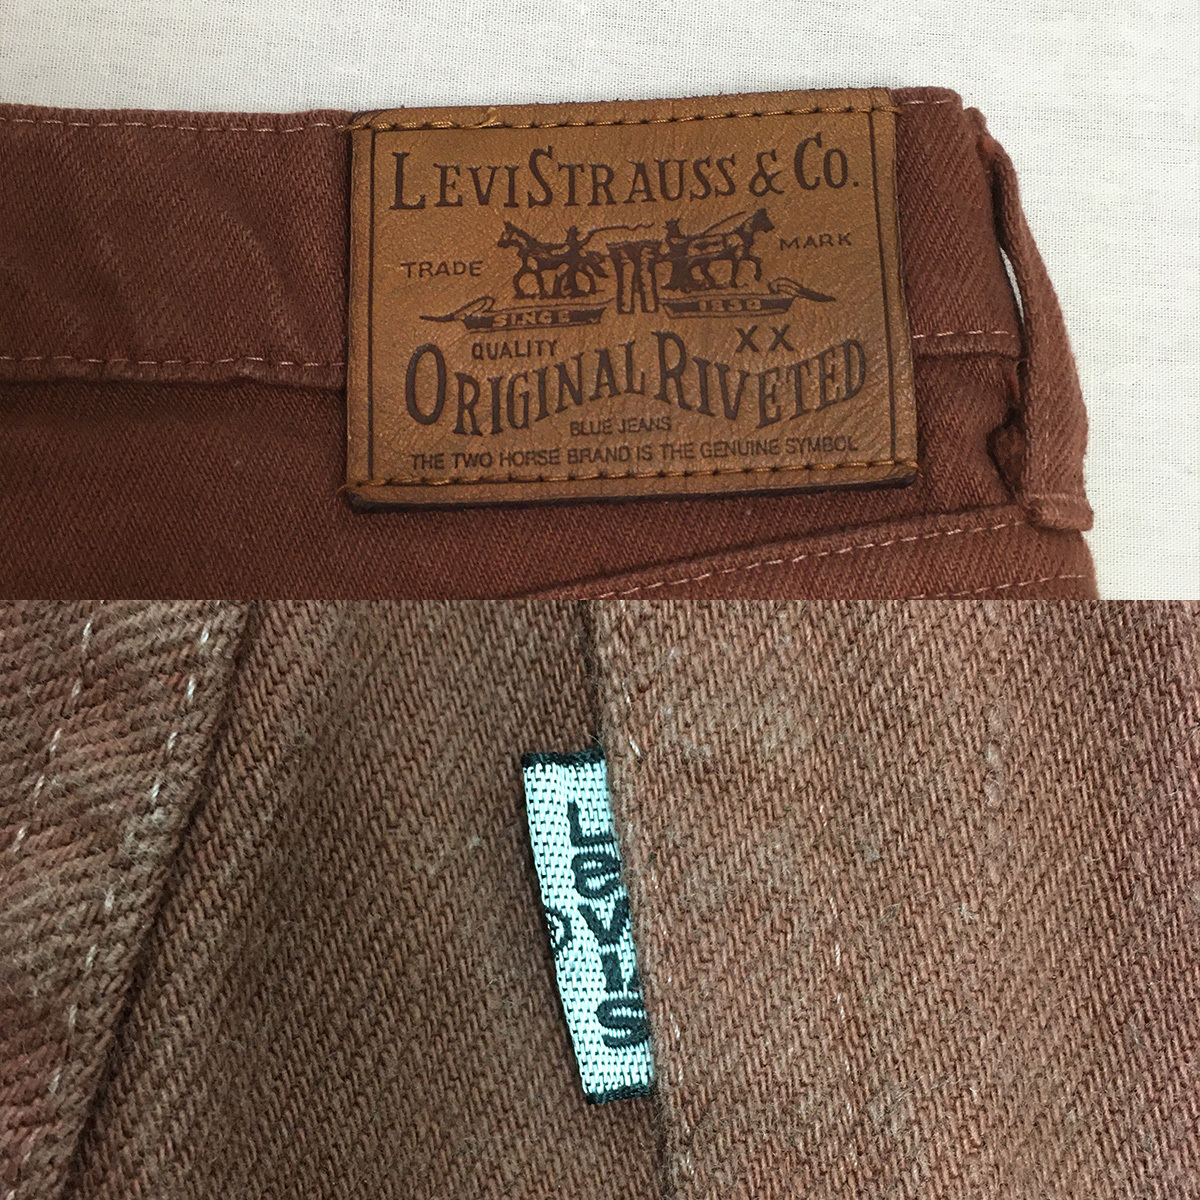 LEVI STRAUSS & CO.
TRADE MARK
SINCE 1850
QUALITY XX
ORIGINAL RIVETED
BLUE JEANS
THE TWO HORSE BRAND IS THE GENUINE SYMBOL
LeVI'S
®